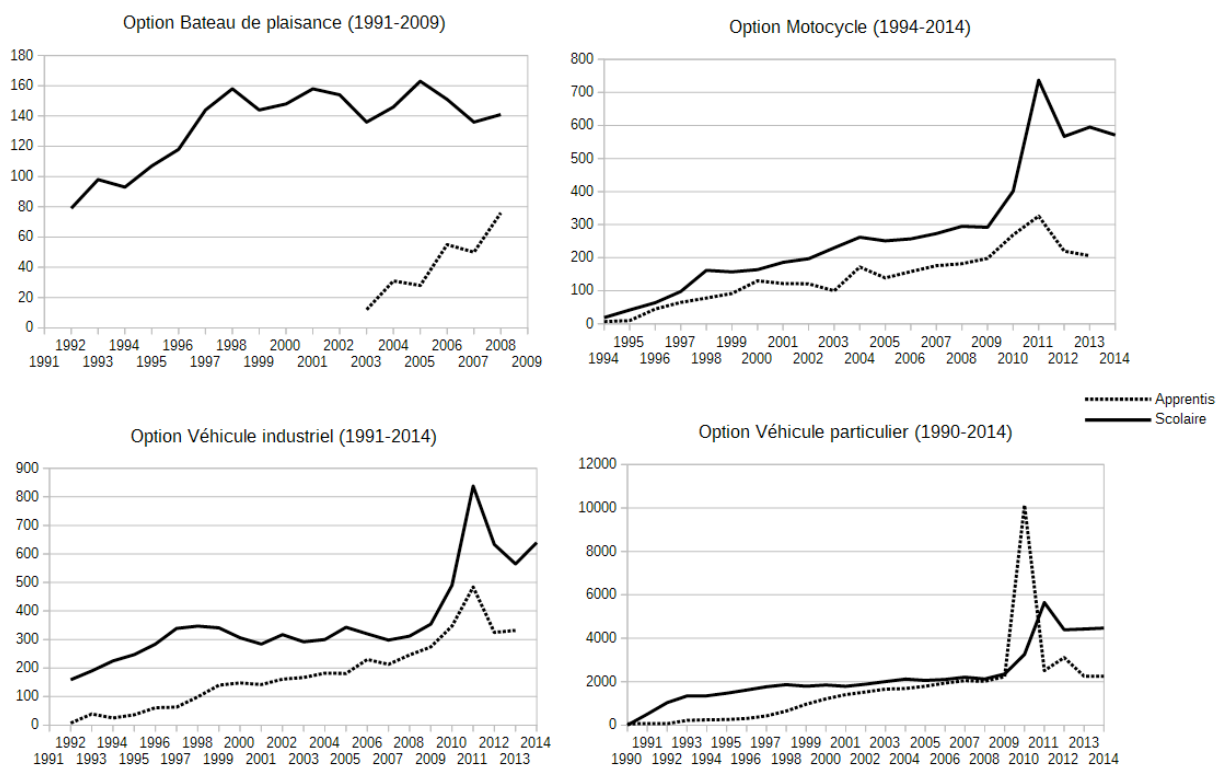 Option Bateau de plaisance (1991-2009)
180
160
140
120
100
80
60
40
20
0
1992 1994 1996 1998 2000 2002 2004 2006 2008
1991 1993 1995 1997 1999 2001 2003 2005 2007 2009
Option Motocycle (1994-2014)
800
700
600
500
400
300
200
100
0
1995 1997 1999 2001 2003 2005 2007 2009 2011 2013
1994 1996 1998 2000 2002 2004 2006 2008 2010 2012 2014
Apprentis
Scolaire
Option Véhicule industriel (1991-2014)
900
800
700
600
500
400
300
200
100
0
1992 1994 1996 1998 2000 2002 2004 2006 2008 2010 2012 2014
1991 1993 1995 1997 1999 2001 2003 2005 2007 2009 2011 2013
Option Véhicule particulier (1990-2014)
12000
10000
8000
6000
4000
2000
0
1991 1993 1995 1997 1999 2001 2003 2005 2007 2009 2011 2013
1990 1992 1994 1996 1998 2000 2002 2004 2006 2008 2010 2012 2014